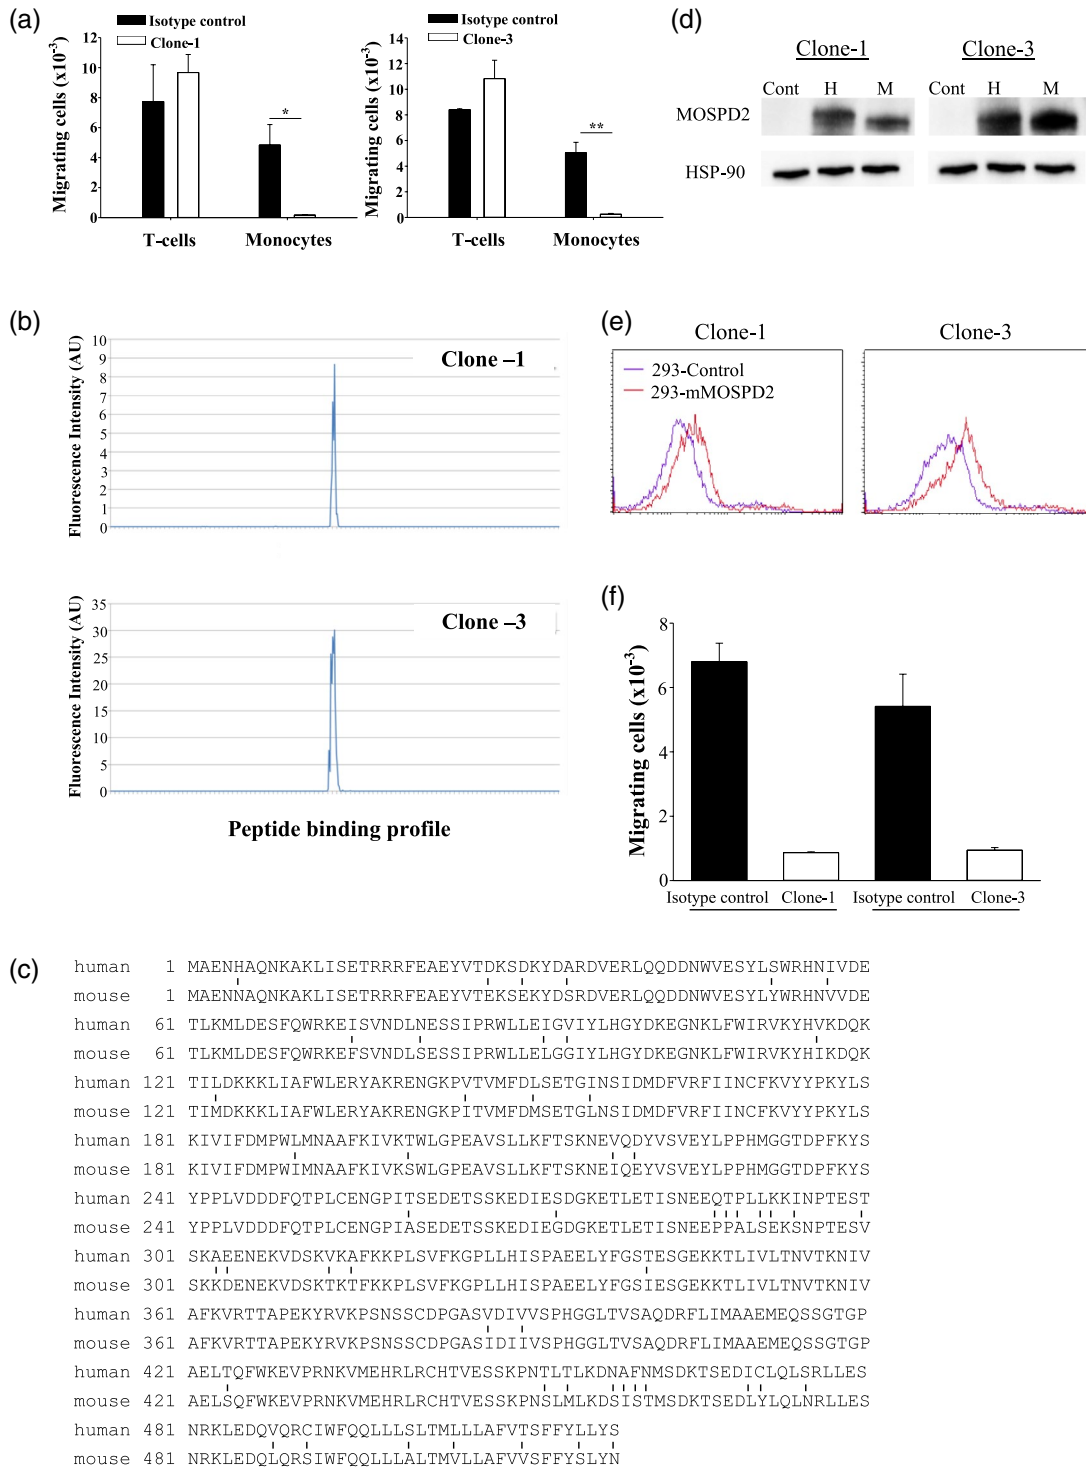 (a)
Isotype control
Clone-1
Migrating cells (x10-3)
12
10
8
6
4
2
0
*
T-cells
Monocytes
Isotype control
Clone-3
Migrating cells (x10-3)
14
12
10
8
6
4
2
0
**
T-cells
Monocytes
(b)
Fluorescence Intensity (AU)
10
9
8
7
6
5
4
3
2
1
0
Clone –1
Fluorescence Intensity (AU)
35
30
25
20
15
10
5
0
Clone –3
Peptide binding profile
(c)
human 1 MAENHAQNKAKLISETRRRFEAEYVTDKSDKYDARDVERLQQDDNWVESYLSWRHNIVDE
mouse 1 MAENNAQNKAKLISETRRRFEAEYVTEKSEKYDSRDVERLQQDDNWVESYLYWRHNVVDE
human 61 TLKMLDESFQWRKEISVNDLNESSIPRWLLEIGVIYLHGYDKEGNKLFWIRVKYHVKDQK
mouse 61 TLKMLDESFQWRKEFSVNDLSESSIPRWLLELGGIYLHGYDKEGNKLFWIRVKYHIKDQK
human 121 TILDKKKLIAFWLERYAKRENGKPVTVMFDLSETGINSIDMDFVRFIINCFKVYYPKYLS
mouse 121 TIMDKKKLIAFWLERYAKRENGKPITVMFDMSETGLNSIDMDFVRFIINCFKVYYPKYLS
human 181 KIVIFDMPWLMNAAFKIVKTWLGPEAVSLLKFTSKNEVQDYVSVEYLPPHMGGTDPFKYS
mouse 181 KIVIFDMPWIMNAAFKIVKSWLGPEAVSLLKFTSKNEIQEYVSVEYLPPHMGGTDPFKYS
human 241 YPPLVDDDFQTPLCENGPITSEDETSSKEDIESDGKETLETISNEEQTPLLKKINPTEST
mouse 241 YPPLVDDDFQTPLCENGPIASEDETSSKEDIEGDGKETLETISNEEPPALSEKSNPTESV
human 301 SKAEENEKVDSKVKAFKKPLSVFKGPLLHISPAEELYFGSTESGEKKTLIVLTNVTKNIV
mouse 301 SKKDENEKVDSKTKTFKKPLSVFKGPLLHISPAEELYFGSIESGEKKTLIVLTNVTKNIV
human 361 AFKVRTTAPEKYRVKPSNSSCDPGASVDIVVSPHGGLTVSAQDRFLIMAAEMEQSSGTGP
mouse 361 AFKVRTTAPEKYRVKPSNSSCDPGASIDIIVSPHGGLTVSAQDRFLIMAAEMEQSSGTGP
human 421 AELTQFWKEVPRNKVMEHRLRCHTVESSKPNTLTLKDNAFNMSDKTSEDICLQLSRLLES
mouse 421 AELSQFWKEVPRNKVMEHRLRCHTVESSKPNSLMLKDSISTMSDKTSEDLYLQLNRLLES
human 481 NRKLEDQVQRCIWFQQLLLSLTMLLLAFVTSFFYLLYS
mouse 481 NRKLEDQLQRSIWFQQLLLALTMVLLAFVVSFFYSLYN
(d)
Clone-1
Cont H M
Clone-3
Cont H M
MOSPD2
HSP-90
(e)
Clone-1
293-Control
293-mMOSPD2
Clone-3
(f)
Migrating cells (x10-3)
8
6
4
2
0
Isotype control Clone-1 Isotype control Clone-3